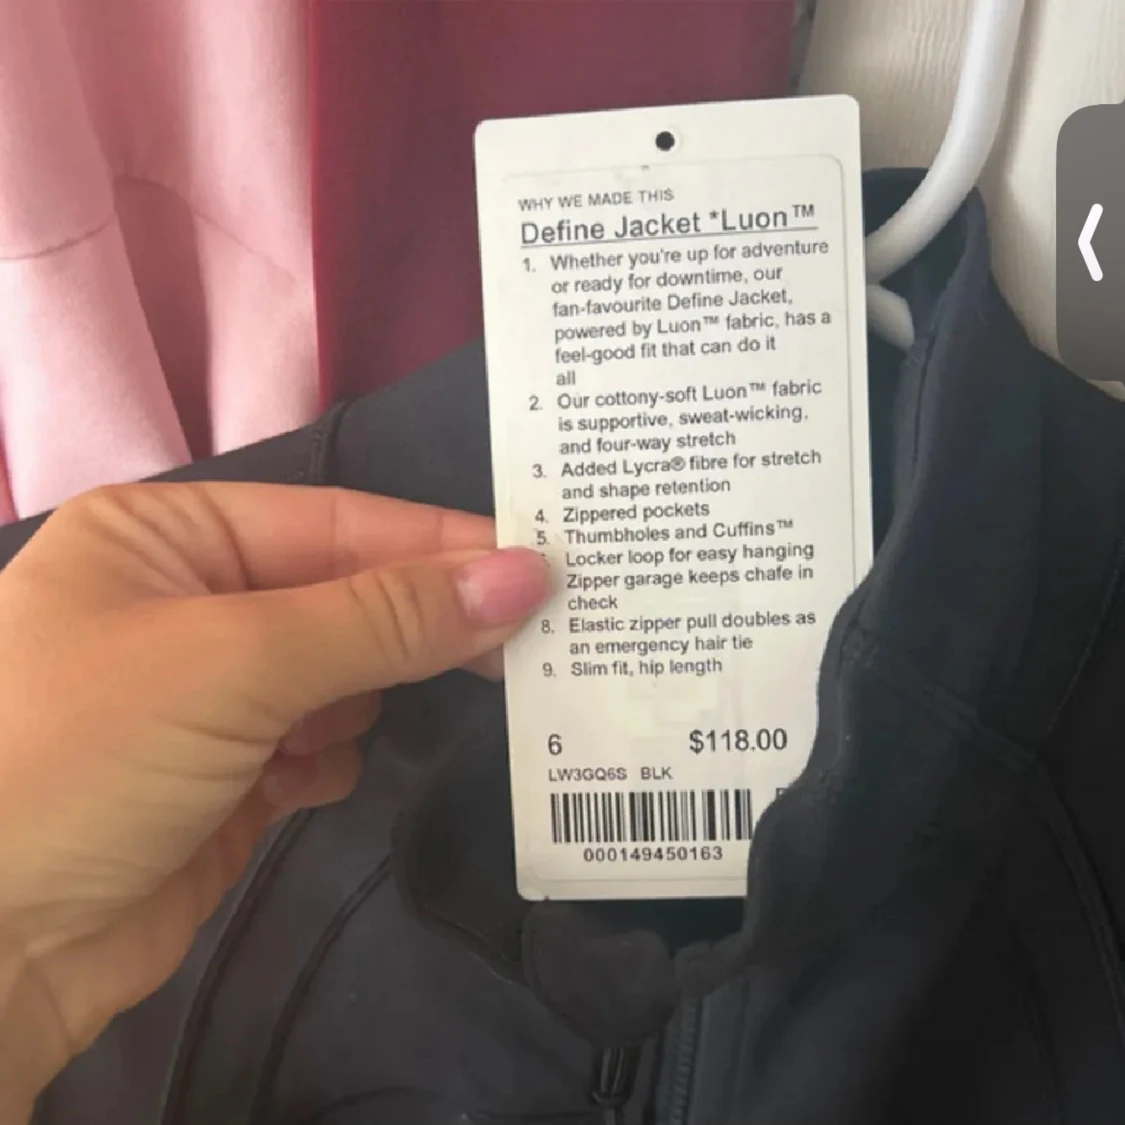 WHY WE MADE THIS
Define Jacket *Luon™
1. Whether you're up for adventure
or ready for downtime, our
fan-favourite Define Jacket,
powered by Luon™ fabric, has a
feel-good fit that can do it
all
2. Our cottony-soft Luon™ fabric
is supportive, sweat-wicking,
and four-way stretch
3. Added Lycra® fibre for stretch
and shape retention
4. Zippered pockets
5. Thumbholes and Cuffins™
Locker loop for easy hanging
Zipper garage keeps chafe in
check
8. Elastic zipper pull doubles as
an emergency hair tie
9. Slim fit, hip length
6 $118.00
LW3GQ6S BLK
000149450163